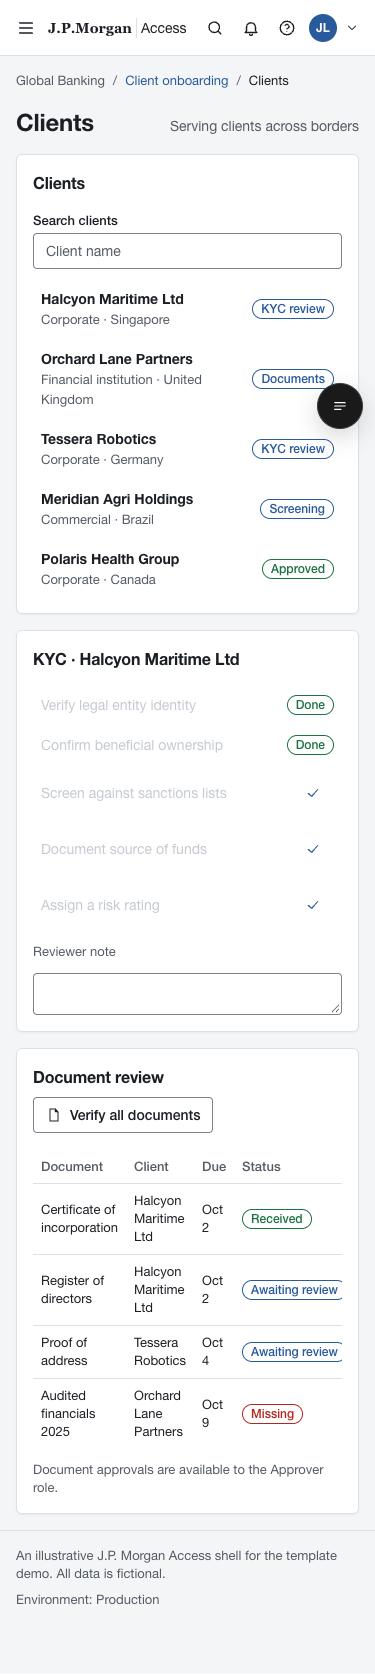 J.P.Morgan Access JL
Global Banking / Client onboarding / Clients
Clients Serving clients across borders
Clients
Search clients
Client name
Halcyon Maritime Ltd
Corporate · Singapore
KYC review
Orchard Lane Partners
Financial institution · United
Kingdom
Documents
Tessera Robotics
Corporate · Germany
KYC review
Meridian Agri Holdings
Commercial · Brazil
Screening
Polaris Health Group
Corporate · Canada
Approved
KYC · Halcyon Maritime Ltd
Verify legal entity identity Done
Confirm beneficial ownership Done
Screen against sanctions lists
Document source of funds
Assign a risk rating
Reviewer note
Document review
Verify all documents
Document Client Due Status
Certificate of
incorporation
Halcyon
Maritime
Ltd
Oct
2
Received
Register of
directors
Halcyon
Maritime
Ltd
Oct
2
Awaiting review
Proof of
address
Tessera
Robotics
Oct
4
Awaiting review
Audited
financials
2025
Orchard
Lane
Partners
Oct
9
Missing
Document approvals are available to the Approver
role.
An illustrative J.P. Morgan Access shell for the template
demo. All data is fictional.
Environment: Production